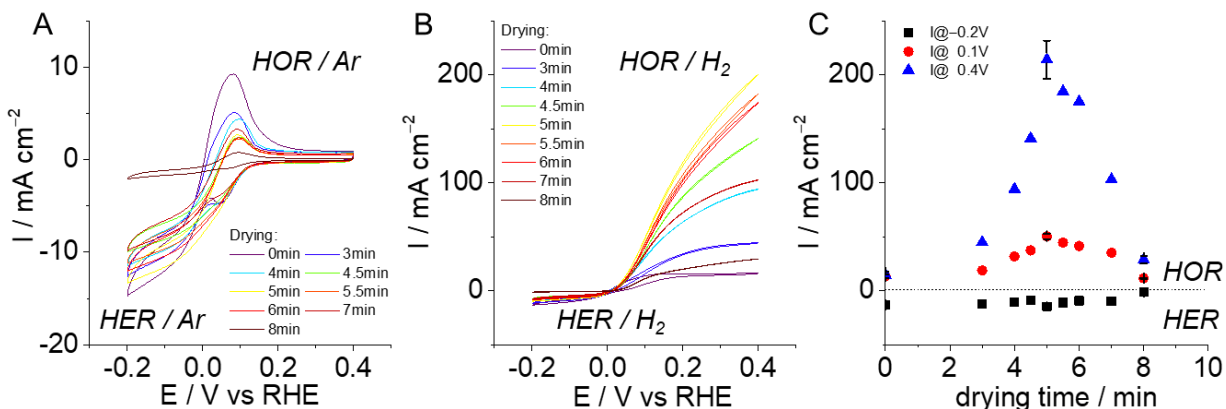 A
HOR / Ar
I / mA cm⁻²
10
0
-10
-20
Drying:
0min 3min
4min 4.5min
5min 5.5min
6min 7min
8min
HER / Ar
-0.2 0.0 0.2 0.4
E / V vs RHE
B
Drying:
0min
3min
4min
4.5min
5min
5.5min
6min
7min
8min
HOR / H₂
I / mA cm⁻²
200
100
0
HER / H₂
-0.2 0.0 0.2 0.4
E / V vs RHE
C
I@−0.2V
I@ 0.1V
I@ 0.4V
I / mA cm⁻²
200
100
0
HOR
HER
0 2 4 6 8 10
drying time / min